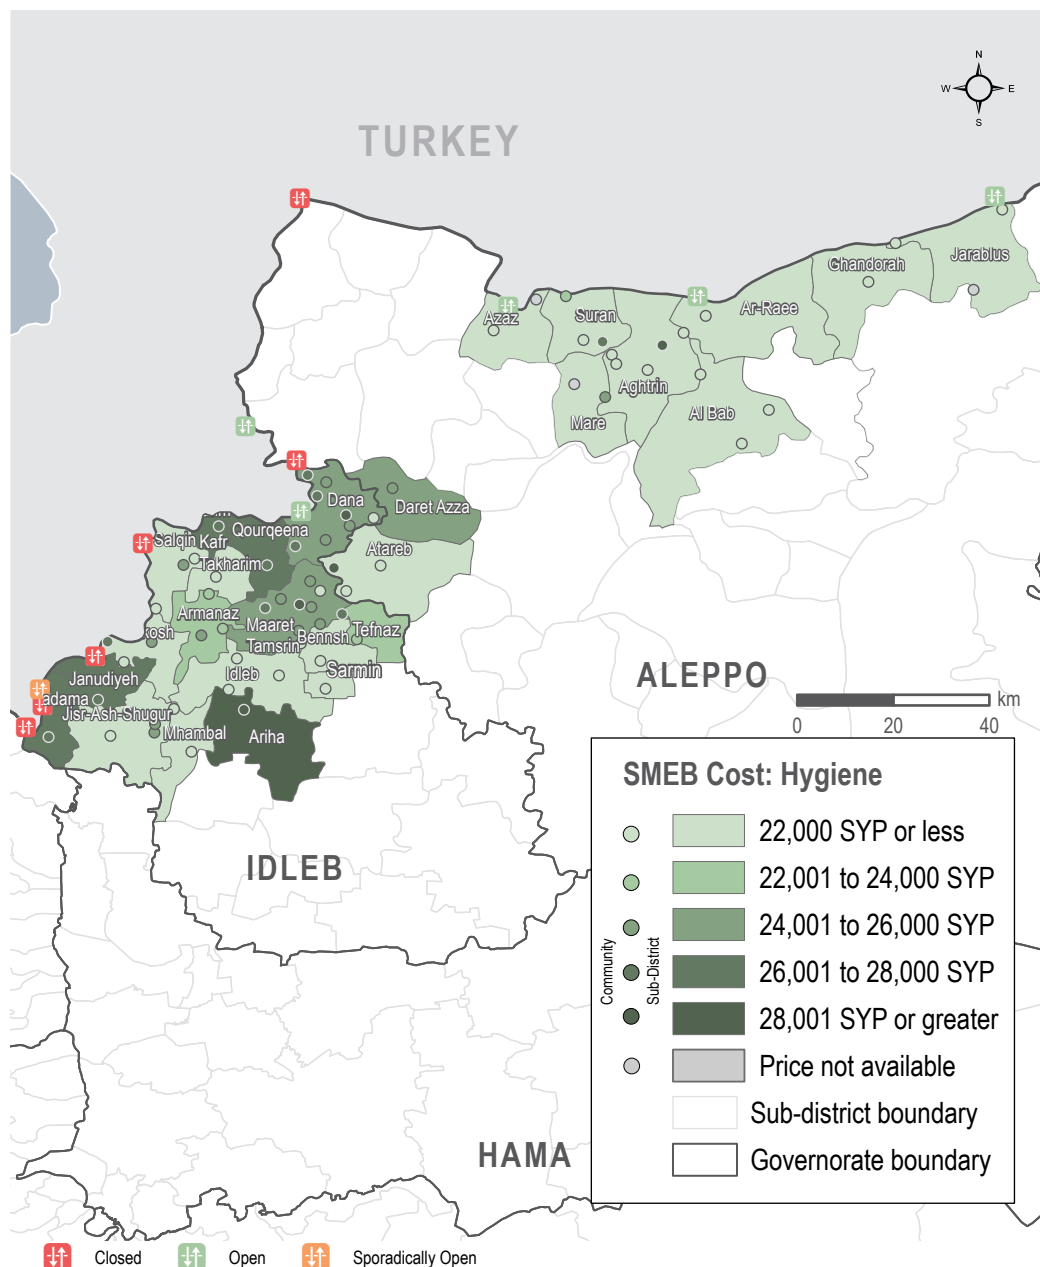 N
W E
S
TURKEY
Jarablus
Ghandorah
Ar-Raee
Azaz
Suran
Aghtrin
Al Bab
Mare
Dana
Daret Azza
Qourqeena
Salqin
Kafr
Takharim
Atareb
Armanaz
Maaret
Tamsrin
Bennsh
Tefnaz
kosh
Idleb
Sarmin
Janudiyeh
adama
Jisr-Ash-Shugur
Mhambal
Ariha
ALEPPO
km
0 20 40
IDLEB
HAMA
SMEB Cost: Hygiene
Community
Sub-District
22,000 SYP or less
22,001 to 24,000 SYP
24,001 to 26,000 SYP
26,001 to 28,000 SYP
28,001 SYP or greater
Price not available
Sub-district boundary
Governorate boundary
Closed Open Sporadically Open